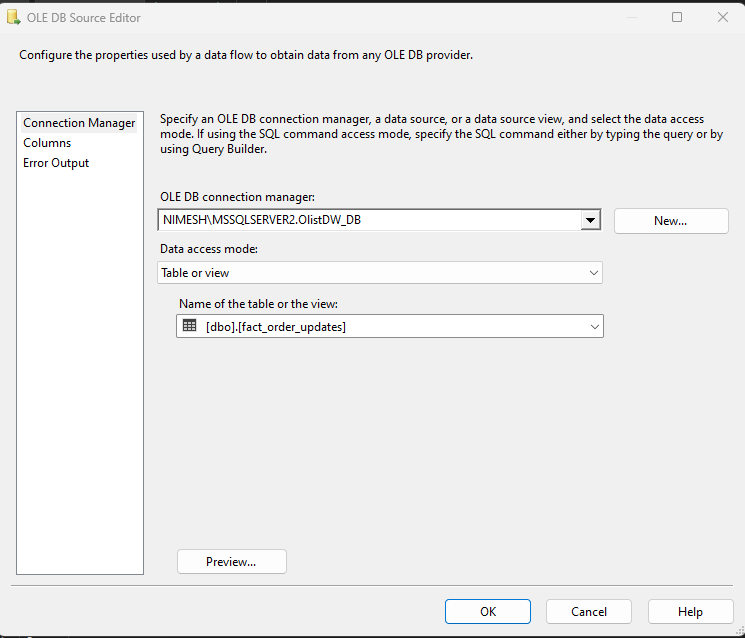 OLE DB Source Editor
Configure the properties used by a data flow to obtain data from any OLE DB provider.
Connection Manager
Columns
Error Output
Specify an OLE DB connection manager, a data source, or a data source view, and select the data access
mode. If using the SQL command access mode, specify the SQL command either by typing the query or by
using Query Builder.
OLE DB connection manager:
NIMESH\MSSQLSERVER2.OlistDW_DB
New...
Data access mode:
Table or view
Name of the table or the view:
[dbo].[fact_order_updates]
Preview...
OK
Cancel
Help